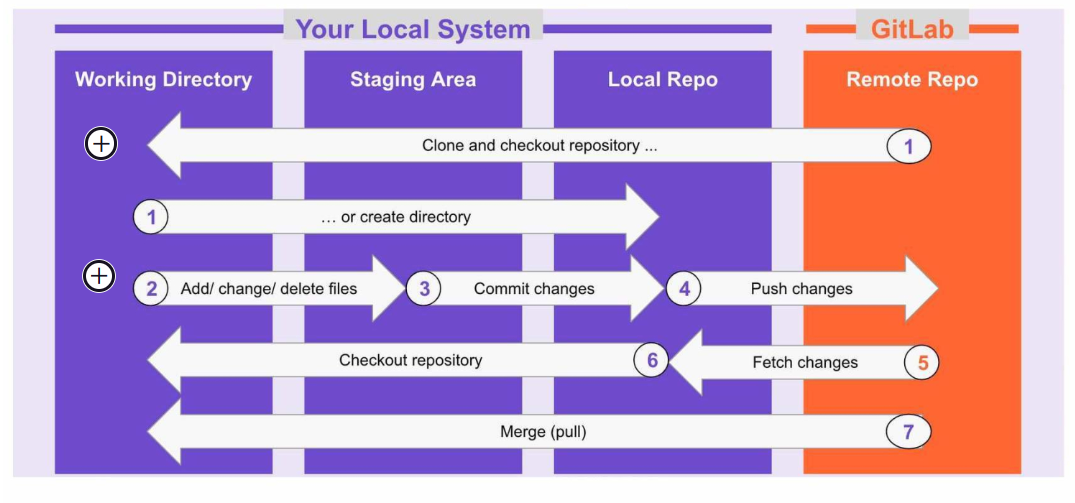 Your Local System
GitLab
Working Directory
Staging Area
Local Repo
Remote Repo
Clone and checkout repository ...
1
1
... or create directory
2
Add/ change/ delete files
3
Commit changes
4
Push changes
Checkout repository
6
Fetch changes
5
Merge (pull)
7